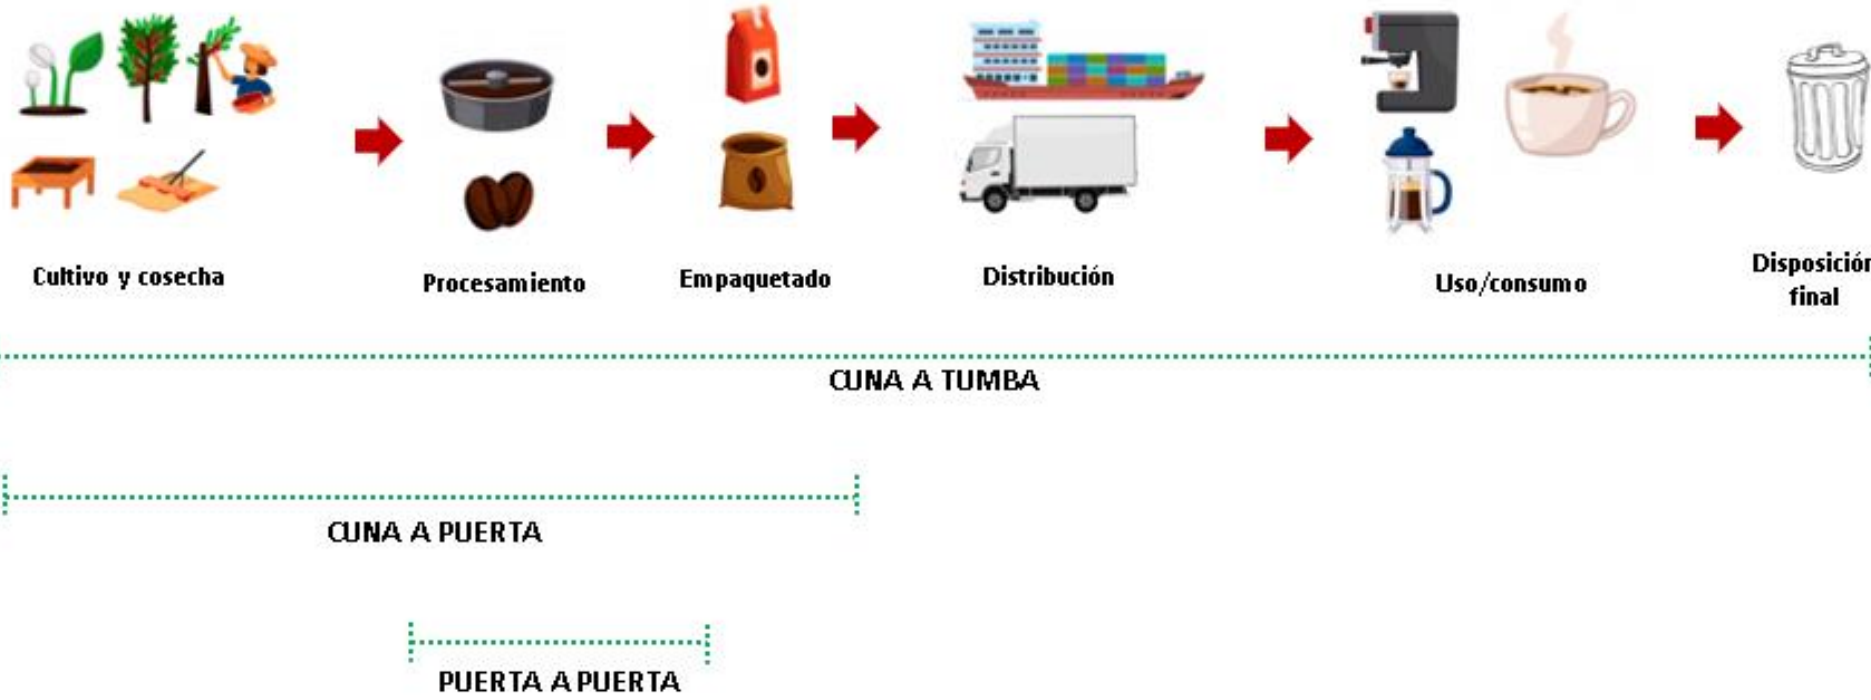 Cultivo y cosecha
Procesamiento
Empaquetado
Distribución
Uso/consumo
Disposición
final
CUNA A TUMBA
CUNA A PUERTA
PUERTA A PUERTA